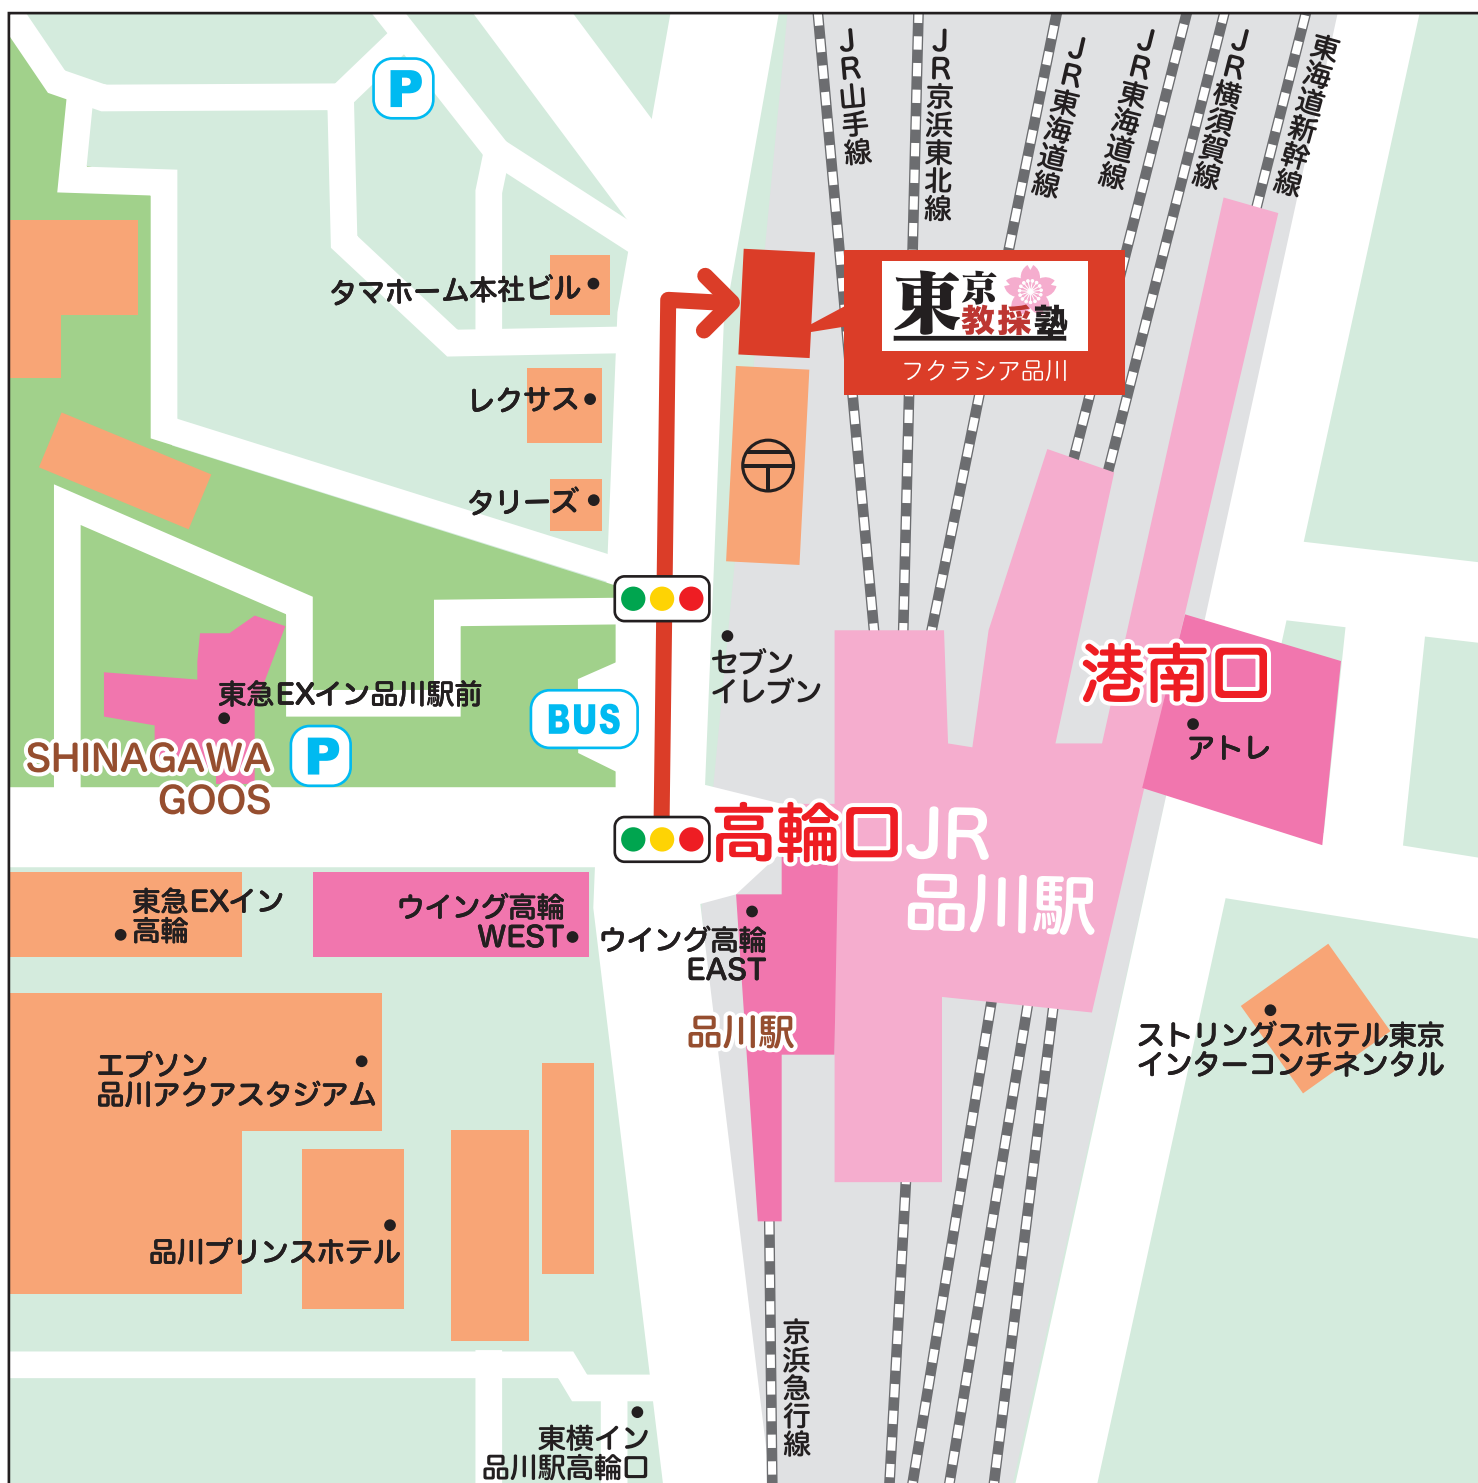 P
JR山手線
JR京浜東北線
JR東海道線
JR東海道線
JR横須賀線
東海道新幹線
タマホーム本社ビル
東京
教採塾
フクラシア品川
レクサス
タリーズ
セブン
イレブン
港南口
アトレ
東急EXイン品川駅前
SHINAGAWA
GOOS
P
BUS
高輪口
JR
品川駅
東急EXイン
高輪
ウイング高輪
WEST
ウイング高輪
EAST
品川駅
ストリングスホテル東京
インターコンチネンタル
エプソン
品川アクアスタジアム
品川プリンスホテル
京浜急行線
東横イン
品川駅高輪口